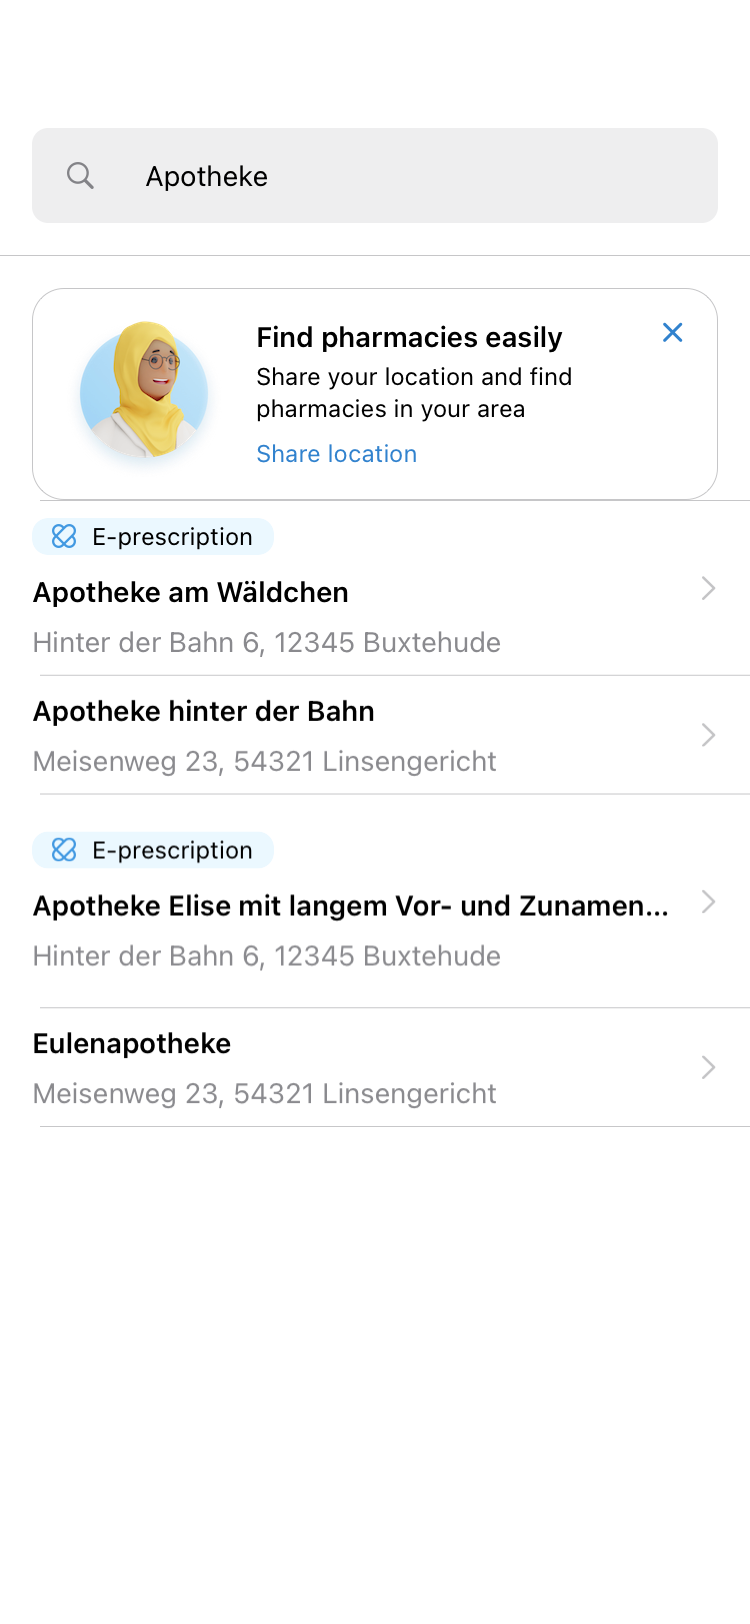 Apotheke
Find pharmacies easily
Share your location and find
pharmacies in your area
Share location
E-prescription
Apotheke am Wäldchen
Hinter der Bahn 6, 12345 Buxtehude
Apotheke hinter der Bahn
Meisenweg 23, 54321 Linsengericht
E-prescription
Apotheke Elise mit langem Vor- und Zunamen...
Hinter der Bahn 6, 12345 Buxtehude
Eulenapotheke
Meisenweg 23, 54321 Linsengericht